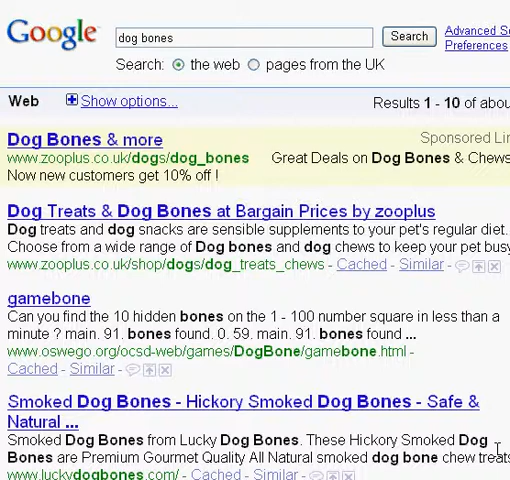 Google
dog bones
Search
Advanced Se
Preferences
Search: the web pages from the UK
Web Show options... Results 1 - 10 of abou
Dog Bones & more Sponsored Lin
www.zooplus.co.uk/dogs/dog_bones Great Deals on Dog Bones & Chews
Now new customers get 10% off !
Dog Treats & Dog Bones at Bargain Prices by zooplus
Dog treats and dog snacks are sensible supplements to your pet's regular diet.
Choose from a wide range of Dog bones and dog chews to keep your pet busy
www.zooplus.co.uk/shop/dogs/dog_treats_chews - Cached - Similar -
gamebone
Can you find the 10 hidden bones on the 1 - 100 number square in less than a
minute ? main. 91. bones found. 0. 59. main. 91. bones found ...
www.oswego.org/ocsd-web/games/DogBone/gamebone.html -
Cached - Similar -
Smoked Dog Bones - Hickory Smoked Dog Bones - Safe &
Natural ...
Smoked Dog Bones from Lucky Dog Bones. These Hickory Smoked Dog
Bones are Premium Gourmet Quality All Natural smoked dog bone chew treats
www.luckydogbones.com/ - Cached - Similar -